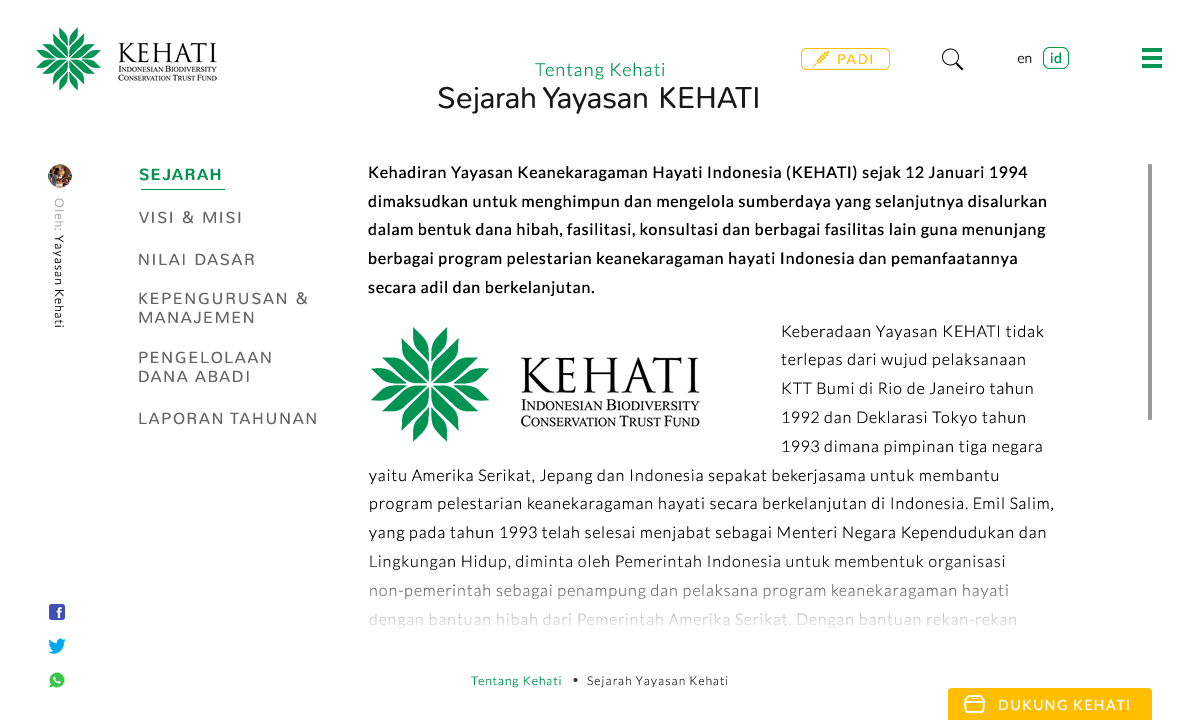 KEHATI
INDONESIAN BIODIVERSITY
CONSERVATION TRUST FUND
Tentang Kehati
Sejarah Yayasan KEHATI
PADI
en
id
Oleh: Yayasan Kehati
SEJARAH
VISI & MISI
NILAI DASAR
KEPENGURUSAN &
MANAJEMEN
PENGELOLAAN
DANA ABADI
LAPORAN TAHUNAN
Kehadiran Yayasan Keanekaragaman Hayati Indonesia (KEHATI) sejak 12 Januari 1994
dimaksudkan untuk menghimpun dan mengelola sumberdaya yang selanjutnya disalurkan
dalam bentuk dana hibah, fasilitasi, konsultasi dan berbagai fasilitas lain guna menunjang
berbagai program pelestarian keanekaragaman hayati Indonesia dan pemanfaatannya
secara adil dan berkelanjutan.
KEHATI
INDONESIAN BIODIVERSITY
CONSERVATION TRUST FUND
Keberadaan Yayasan KEHATI tidak
terlepas dari wujud pelaksanaan
KTT Bumi di Rio de Janeiro tahun
1992 dan Deklarasi Tokyo tahun
1993 dimana pimpinan tiga negara
yaitu Amerika Serikat, Jepang dan Indonesia sepakat bekerjasama untuk membantu
program pelestarian keanekaragaman hayati secara berkelanjutan di Indonesia. Emil Salim,
yang pada tahun 1993 telah selesai menjabat sebagai Menteri Negara Kependudukan dan
Lingkungan Hidup, diminta oleh Pemerintah Indonesia untuk membentuk organisasi
non-pemerintah sebagai penampung dan pelaksana program keanekaragaman hayati
dengan bantuan hibah dari Pemerintah Amerika Serikat. Dengan bantuan rekan-rekan
Tentang Kehati • Sejarah Yayasan Kehati
DUKUNG KEHATI